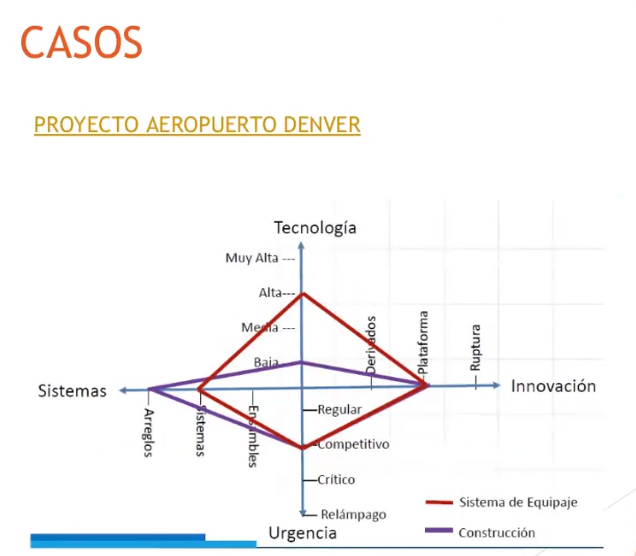 CASOS
PROYECTO AEROPUERTO DENVER
Tecnología
Muy Alta ---
Alta---
Media ---
Baja
Derivados
Plataforma
Ruptura
Sistemas
Innovación
Arreglos
Sistemas
Ensambles
Regular
Competitivo
Crítico
Relámpago
Urgencia
Sistema de Equipaje
Construcción